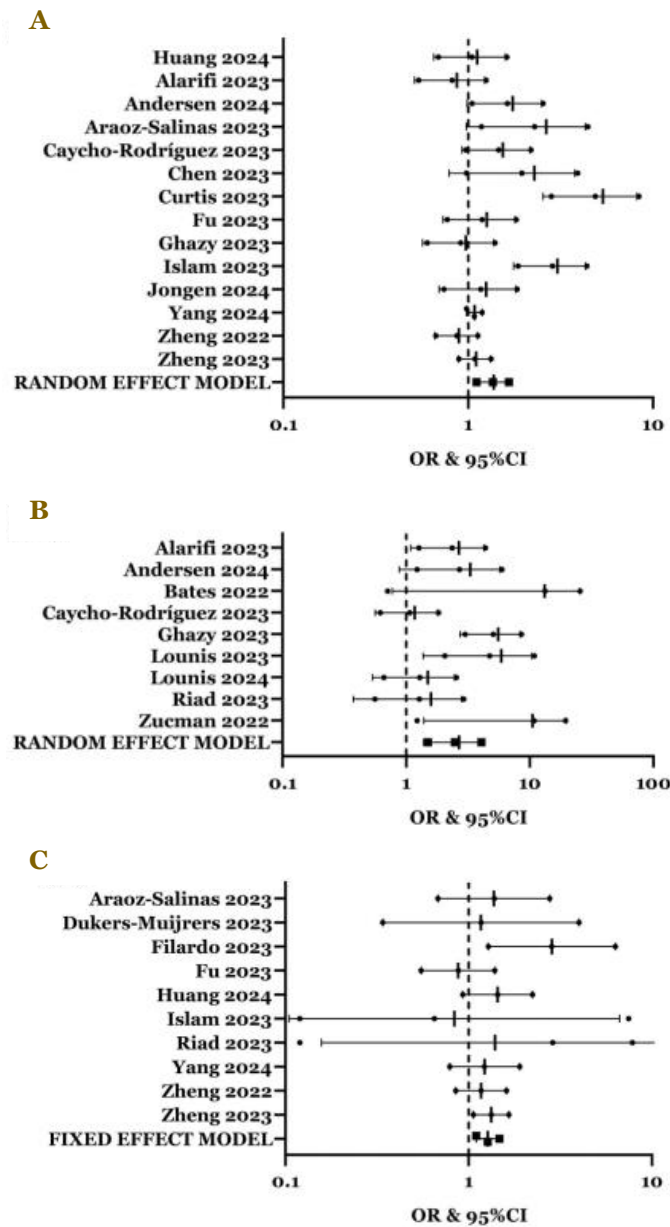 A
Huang 2024
Alarifi 2023
Andersen 2024
Araoz-Salinas 2023
Caycho-Rodríguez 2023
Chen 2023
Curtis 2023
Fu 2023
Ghazy 2023
Islam 2023
Jongen 2024
Yang 2024
Zheng 2022
Zheng 2023
RANDOM EFFECT MODEL
0.1 1 10
OR & 95%CI
B
Alarifi 2023
Andersen 2024
Bates 2022
Caycho-Rodríguez 2023
Ghazy 2023
Lounis 2023
Lounis 2024
Riad 2023
Zucman 2022
RANDOM EFFECT MODEL
0.1 1 10 100
OR & 95%CI
C
Araoz-Salinas 2023
Dukers-Muijrers 2023
Filardo 2023
Fu 2023
Huang 2024
Islam 2023
Riad 2023
Yang 2024
Zheng 2022
Zheng 2023
FIXED EFFECT MODEL
0.1 1 10
OR & 95%CI